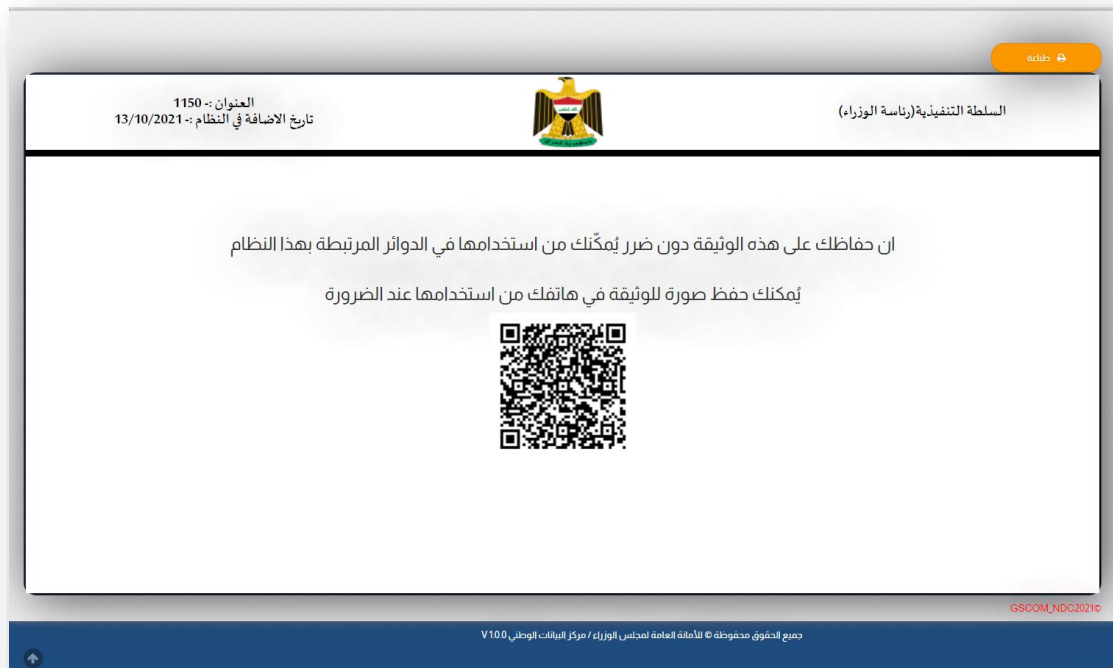 طباعة
السلطة التنفيذية(رئاسة الوزراء)
العنوان :- 1150
تاريخ الاضافة في النظام :- 13/10/2021
ان حفاظك على هذه الوثيقة دون ضرر يُمكّنك من استخدامها في الدوائر المرتبطة بهذا النظام
يُمكنك حفظ صورة للوثيقة في هاتفك من استخدامها عند الضرورة
GSCOM_NDC2021©
جميع الحقوق محفوظة © للأمانة العامة لمجلس الوزراء / مركز البيانات الوطني V 1.0.0